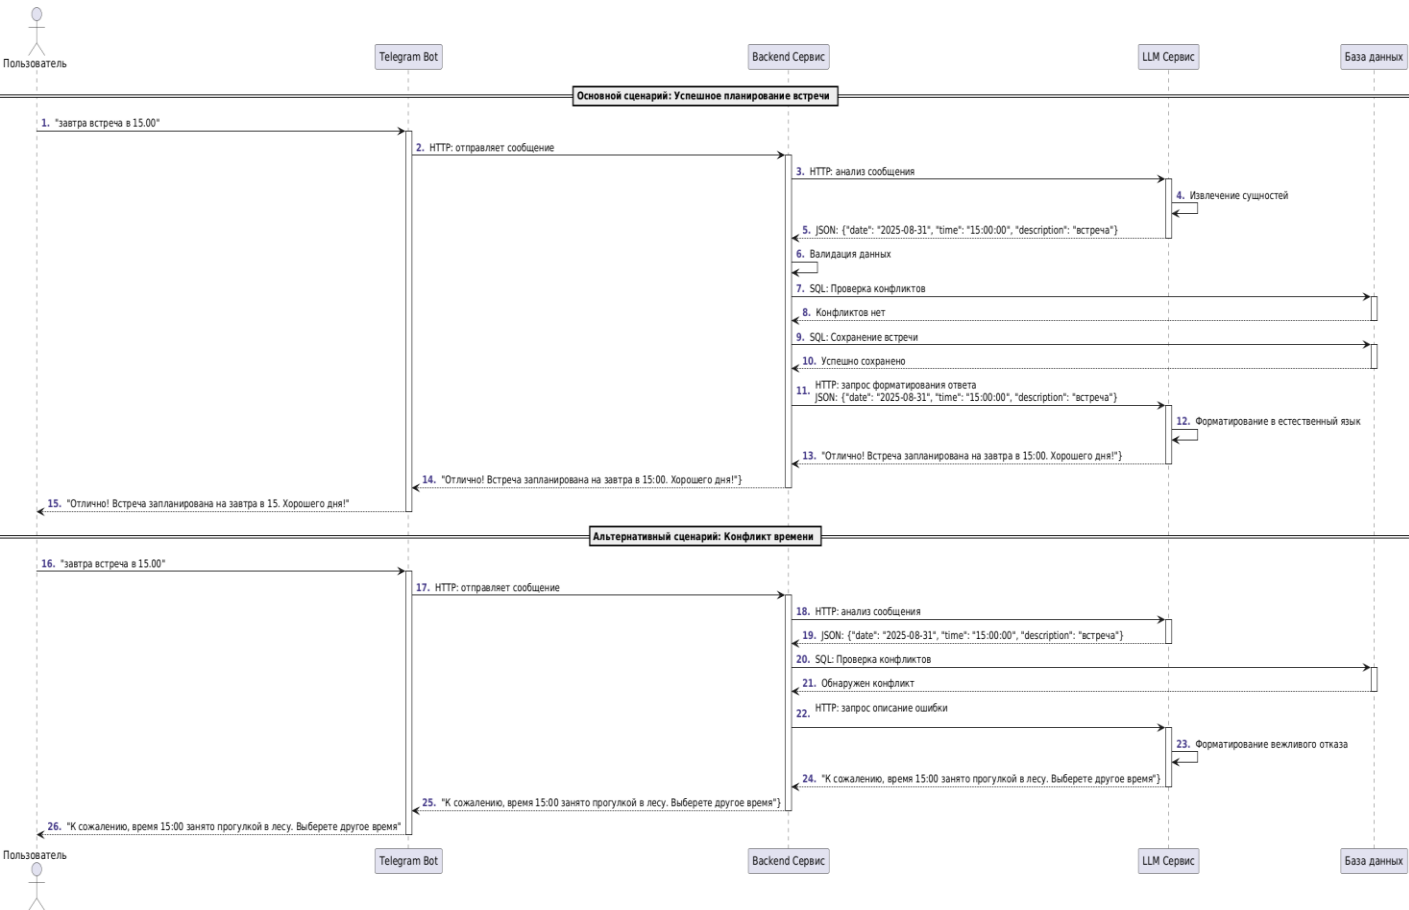 Пользователь
Telegram Bot
Backend Сервис
LLM Сервис
База данных
Основной сценарий: Успешное планирование встречи
1. "завтра встреча в 15.00"
2. HTTP: отправляет сообщение
3. HTTP: анализ сообщения
4. Извлечение сущностей
5. JSON: {"date": "2025-08-31", "time": "15:00:00", "description": "встреча"}
6. Валидация данных
7. SQL: Проверка конфликтов
8. Конфликтов нет
9. SQL: Сохранение встречи
10. Успешно сохранено
11. HTTP: запрос форматирования ответа
JSON: {"date": "2025-08-31", "time": "15:00:00", "description": "встреча"}
12. Форматирование в естественный язык
13. "Отлично! Встреча запланирована на завтра в 15:00. Хорошего дня!"}
14. "Отлично! Встреча запланирована на завтра в 15:00. Хорошего дня!"}
15. "Отлично! Встреча запланирована на завтра в 15. Хорошего дня!"
Альтернативный сценарий: Конфликт времени
16. "завтра встреча в 15.00"
17. HTTP: отправляет сообщение
18. HTTP: анализ сообщения
19. JSON: {"date": "2025-08-31", "time": "15:00:00", "description": "встреча"}
20. SQL: Проверка конфликтов
21. Обнаружен конфликт
22. HTTP: запрос описание ошибки
23. Форматирование вежливого отказа
24. "К сожалению, время 15:00 занято прогулкой в лесу. Выберете другое время"}
25. "К сожалению, время 15:00 занято прогулкой в лесу. Выберете другое время"}
26. "К сожалению, время 15:00 занято прогулкой в лесу. Выберете другое время"
Пользователь
Telegram Bot
Backend Сервис
LLM Сервис
База данных